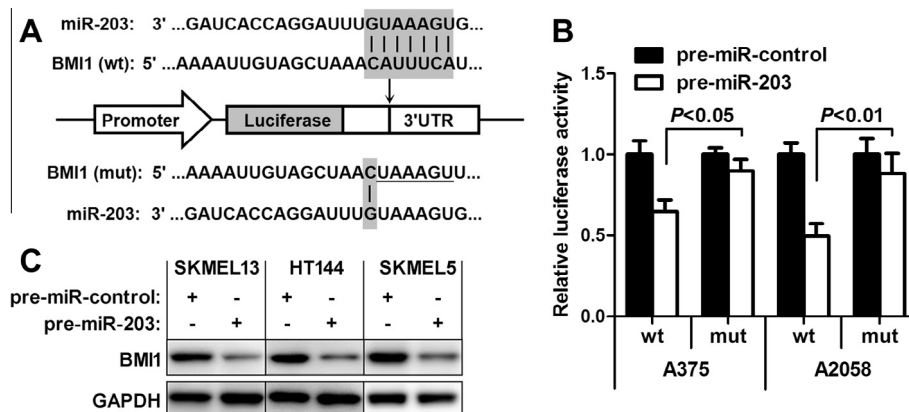 A
miR-203: 3' ...GAUCACCAGGAUUUGUAAAGUG...
BMI1 (wt): 5' ...AAAAUUGUAGCUAAACAUUUCAU...
Promoter
Luciferase
3'UTR
BMI1 (mut): 5' ...AAAAUUGUAGCUAACUAAAGUU...
miR-203: 3' ...GAUCACCAGGAUUUGUAAAGUG...
C
SKMEL13 HT144 SKMEL5
pre-miR-control: + - + - + -
pre-miR-203: - + - + - +
BMI1
GAPDH
B
pre-miR-control
pre-miR-203
Relative luciferase activity
1.5
1.0
0.5
0.0
P<0.05
P<0.01
wt mut wt mut
A375 A2058